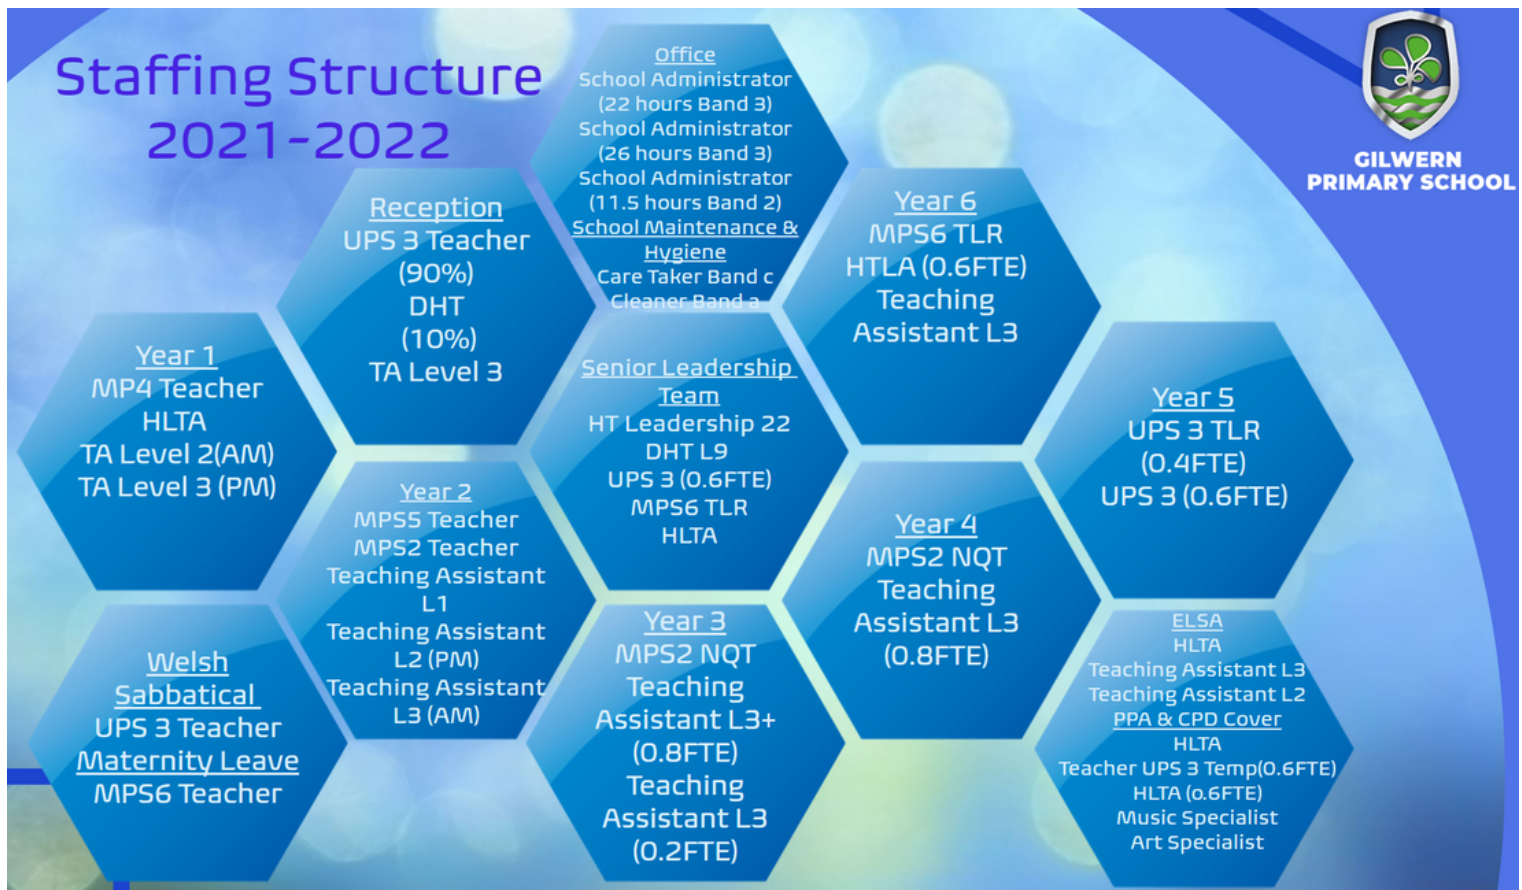 Staffing Structure
2021-2022
GILWERN
PRIMARY SCHOOL
Office
School Administrator
(22 hours Band 3)
School Administrator
(26 hours Band 3)
School Administrator
(11.5 hours Band 2)
School Maintenance &
Hygiene
Care Taker Band c
Cleaner Band a
Reception
UPS 3 Teacher
(90%)
DHT
(10%)
TA Level 3
Year 6
MPS6 TLR
HTLA (0.6FTE)
Teaching
Assistant L3
Year 1
MP4 Teacher
HLTA
TA Level 2(AM)
TA Level 3 (PM)
Senior Leadership
Team
HT Leadership 22
DHT L9
UPS 3 (0.6FTE)
MPS6 TLR
HLTA
Year 5
UPS 3 TLR
(0.4FTE)
UPS 3 (0.6FTE)
Year 2
MPS5 Teacher
MPS2 Teacher
Teaching Assistant
L1
Teaching Assistant
L2 (PM)
Teaching Assistant
L3 (AM)
Year 4
MPS2 NQT
Teaching
Assistant L3
(0.8FTE)
Welsh
Sabbatical
UPS 3 Teacher
Maternity Leave
MPS6 Teacher
Year 3
MPS2 NQT
Teaching
Assistant L3+
(0.8FTE)
Teaching
Assistant L3
(0.2FTE)
ELSA
HLTA
Teaching Assistant L3
Teaching Assistant L2
PPA & CPD Cover
HLTA
Teacher UPS 3 Temp(0.6FTE)
HLTA (0.6FTE)
Music Specialist
Art Specialist